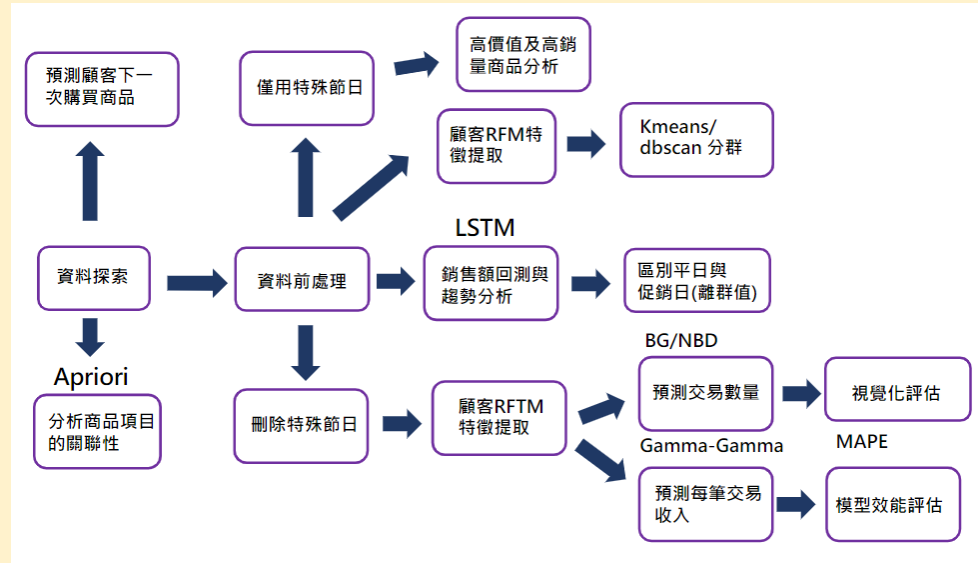 高價值及高銷
量商品分析
預測顧客下一
次購買商品
僅用特殊節日
顧客RFM特
徵提取
Kmeans/
dbscan 分群
LSTM
資料探索
資料前處理
銷售額回測與
趨勢分析
區別平日與
促銷日(離群值)
Apriori
分析商品項目
的關聯性
刪除特殊節日
顧客RFTM
特徵提取
BG/NBD
預測交易數量
視覺化評估
Gamma-Gamma
預測每筆交易
收入
MAPE
模型效能評估